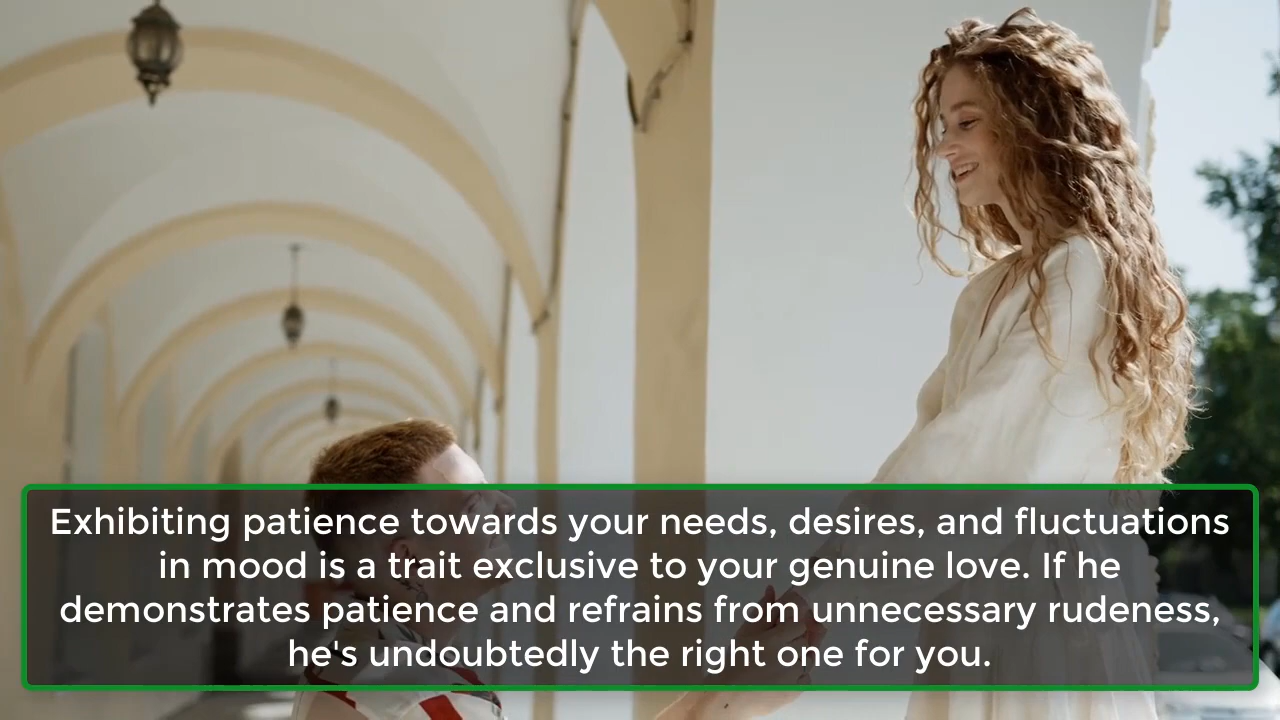 Exhibiting patience towards your needs, desires, and fluctuations
in mood is a trait exclusive to your genuine love. If he
demonstrates patience and refrains from unnecessary rudeness,
he's undoubtedly the right one for you.